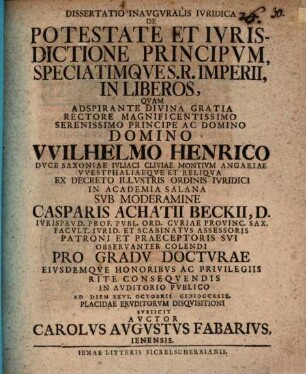 DISSERTATIO INAVGVRALIS IVRIDICA
DE
POTESTATE ET IVRIS-
DICTIONE PRINCIPVM,
SPECIATIMQVE S.R. IMPERII,
IN LIBEROS,
QVAM
ADSPIRANTE DIVINA GRATIA
RECTORE MAGNIFICENTISSIMO
SERENISSIMO PRINCIPE AC DOMINO
DOMINO
VVILHELMO HENRICO
DVCE SAXONIAE IVLIACI CLIVIAE MONTIVM ANGARIAE
VVESTPHALIAEQVE ET RELIQVA
EX DECRETO ILLVSTRIS ORDINIS IVRIDICI
IN ACADEMIA SALANA
SVB MODERAMINE
CASPARIS ACHATII BECKII, D.
IVRISPRVD. PROF. PVBL. ORD. CVRIAE PROVINC. SAX.
FACVLT. IVRID. ET SCABINATVS ASSESSORIS
PATRONI ET PRAECEPTORIS SVI
OBSERVANTER COLENDI
PRO GRADV DOCTVRAE
EIVSDEMQVE HONORIBVS AC PRIVILEGIIS
RITE CONSEQVENDIS
IN AVDITORIO PVBLICO
AD DIEM XXVI. OCTOBRIS
PLACIDAE ERVDITORVM DISQVISITIONI
SVBIICIT
AVCTOR
CAROLVS AVGVSTVS FABARIVS,
IENENSIS.
IENAE LITTERIS FICKELSCHERRIANIS.